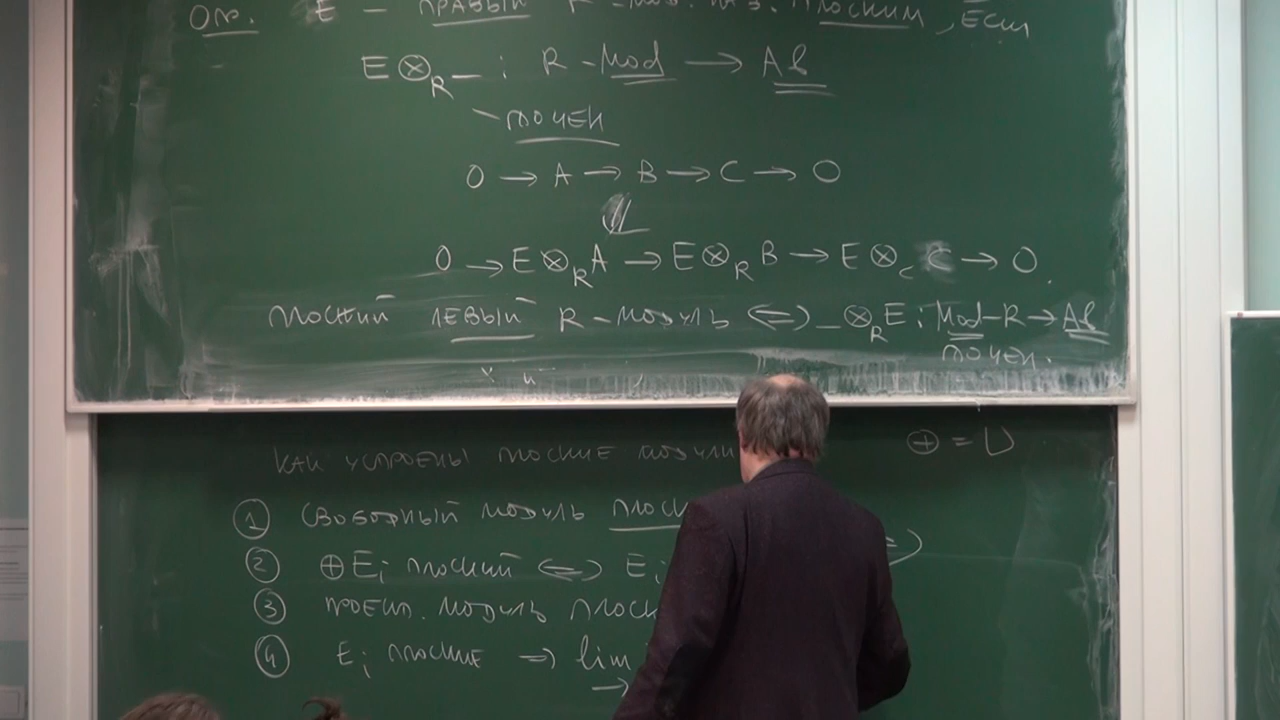 Оп. E – правый R-мод. наз. плоским, если
E ⊗_R _ : R-Mod → Ab
– точен
0 → A → B → C → 0
⇓
0 → E ⊗_R A → E ⊗_R B → E ⊗_C C → 0.
плоский левый R-модуль ⇔ _ ⊗_R E : Mod-R → Ab
точен.
как устроены плоские модули
⊕ = ∐
① свободный модуль плос
② ⊕E_i плоский ⇔ E_i
③ проект. модуль плоск
④ E_i плоские ⇒ lim →